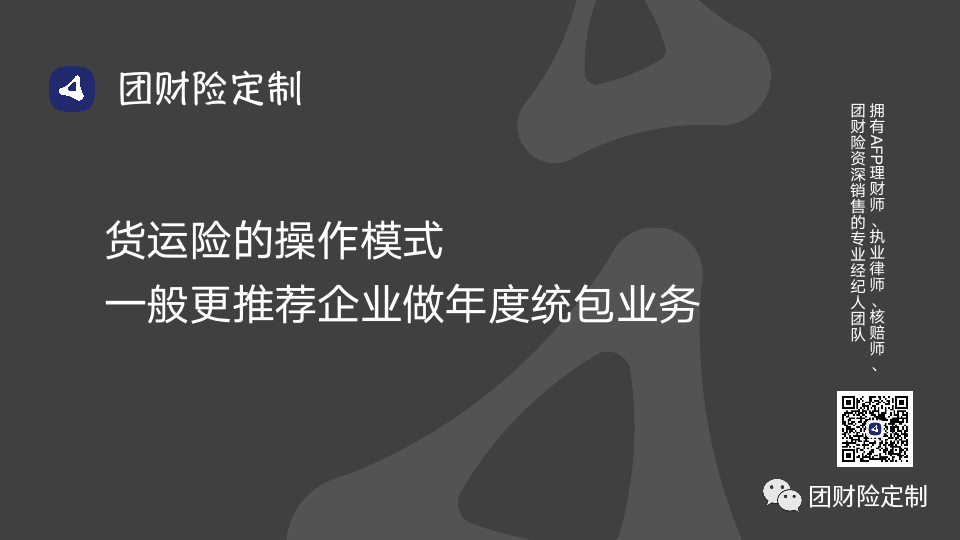 团财险定制
货运险的操作模式
一般更推荐企业做年度统包业务
拥有AFP理财师、执业律师、核赔师、
团财险资深销售的专业经纪人团队
团财险定制